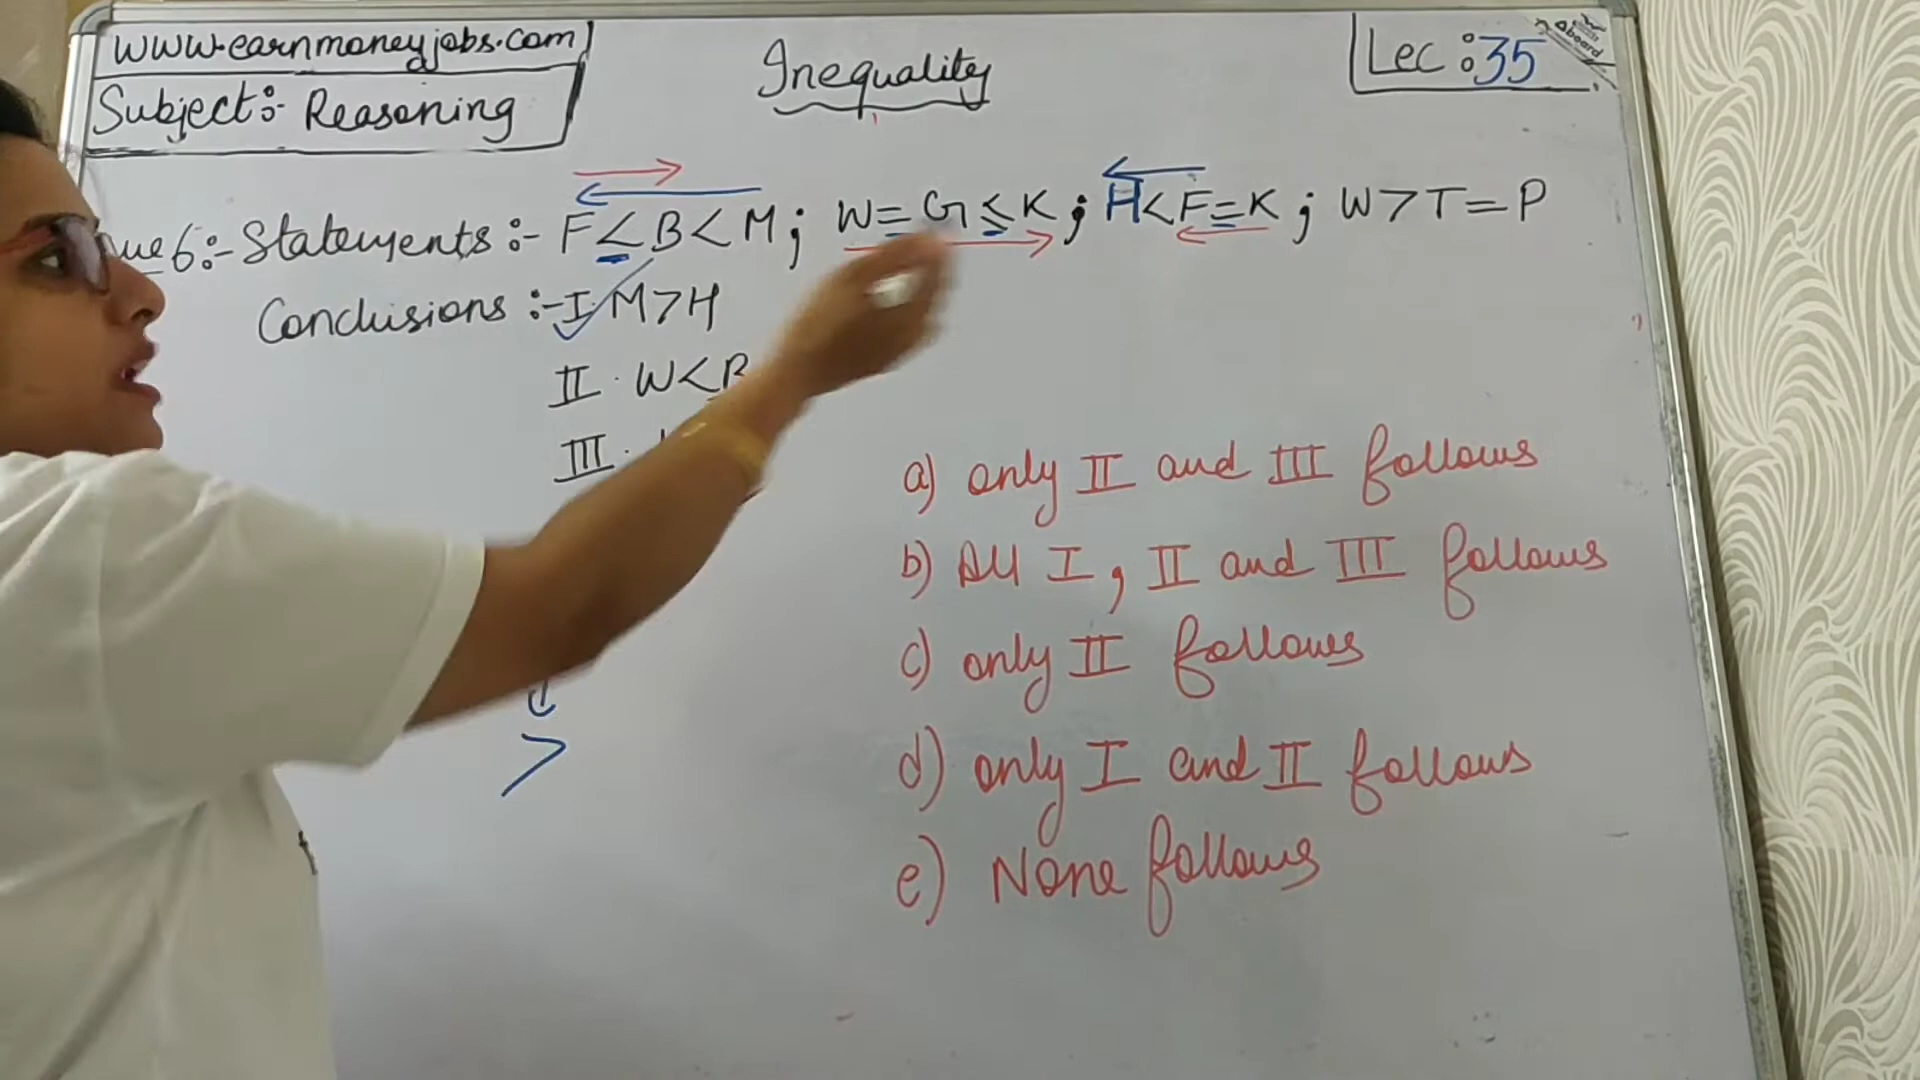 www.earnmoneyjobs.com
Subject:- Reasoning
Inequality
Lec:35
6:- Statements:- F<B<M; W=G≤K; H<F=K; W>T=P
Conclusions:- I. M>H
II. W<B
III.
a) only II and III follows
b) All I, II and III follows
c) only II follows
d) only I and II follows
e) None follows
>